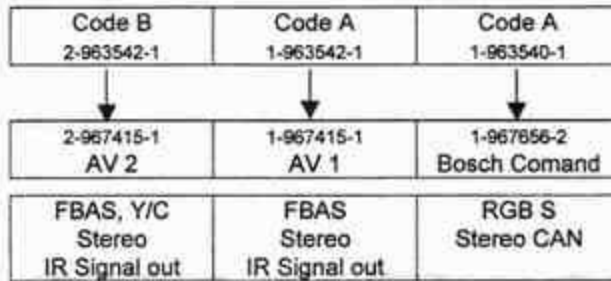 Code B Code A Code A
2-963542-1 1-963542-1 1-963540-1
2-967415-1 1-967415-1 1-967656-2
AV 2 AV 1 Bosch Comand
FBAS, Y/C FBAS RGB S
Stereo Stereo Stereo CAN
IR Signal out IR Signal out